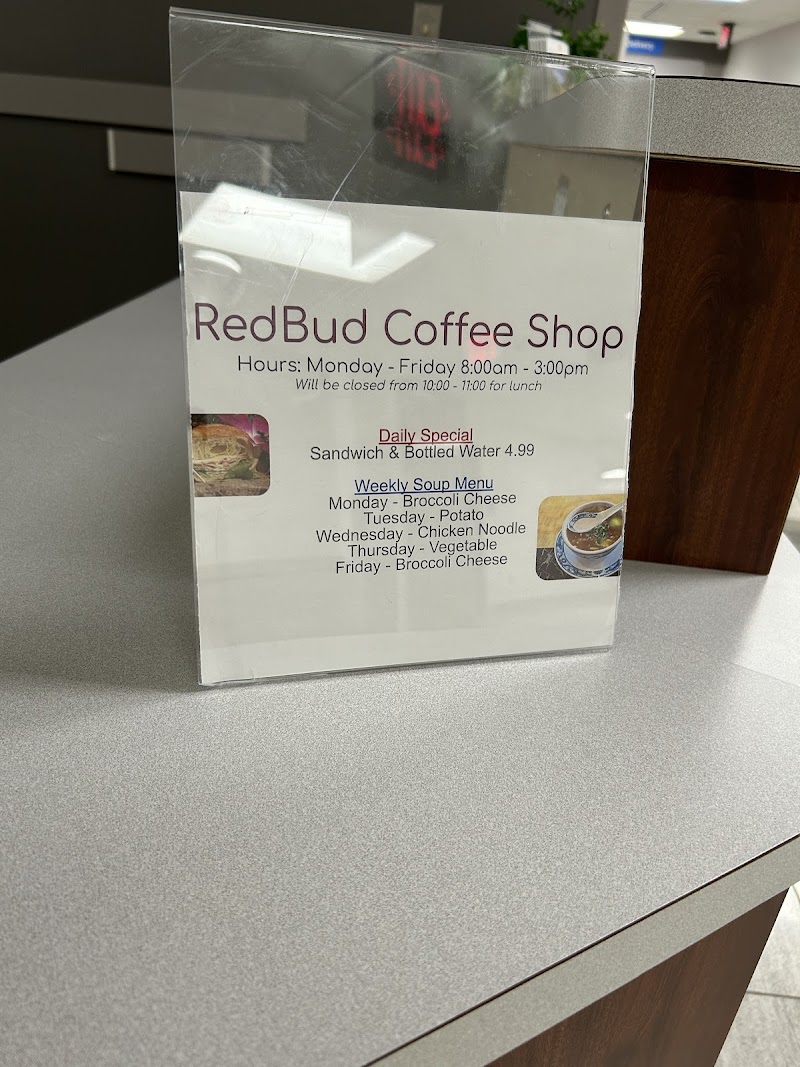 RedBud Coffee Shop
Hours: Monday - Friday 8:00am - 3:00pm
Will be closed from 10:00 - 11:00 for lunch
Daily Special
Sandwich & Bottled Water 4.99
Weekly Soup Menu
Monday - Broccoli Cheese
Tuesday - Potato
Wednesday - Chicken Noodle
Thursday - Vegetable
Friday - Broccoli Cheese